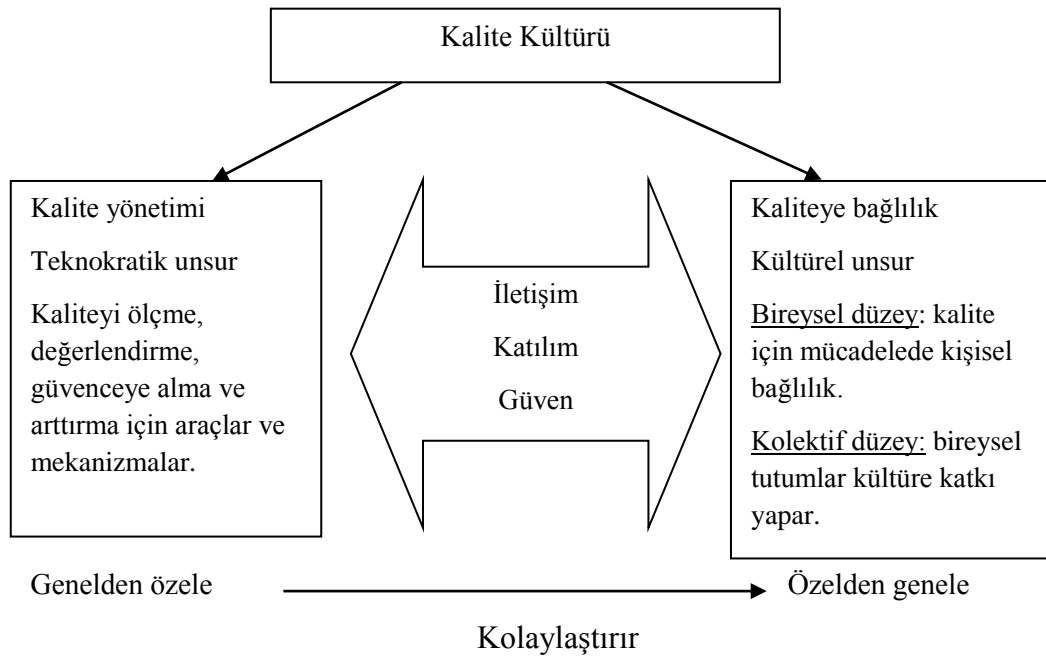 Kalite Kültürü
Kalite yönetimi
Teknokratik unsur
Kaliteyi ölçme,
değerlendirme,
güvenceye alma ve
arttırma için araçlar ve
mekanizmalar.
İletişim
Katılım
Güven
Kaliteye bağlılık
Kültürel unsur
Bireysel düzey: kalite
için mücadelede kişisel
bağlılık.
Kolektif düzey: bireysel
tutumlar kültüre katkı
yapar.
Genelden özele
Özelden genele
Kolaylaştırır